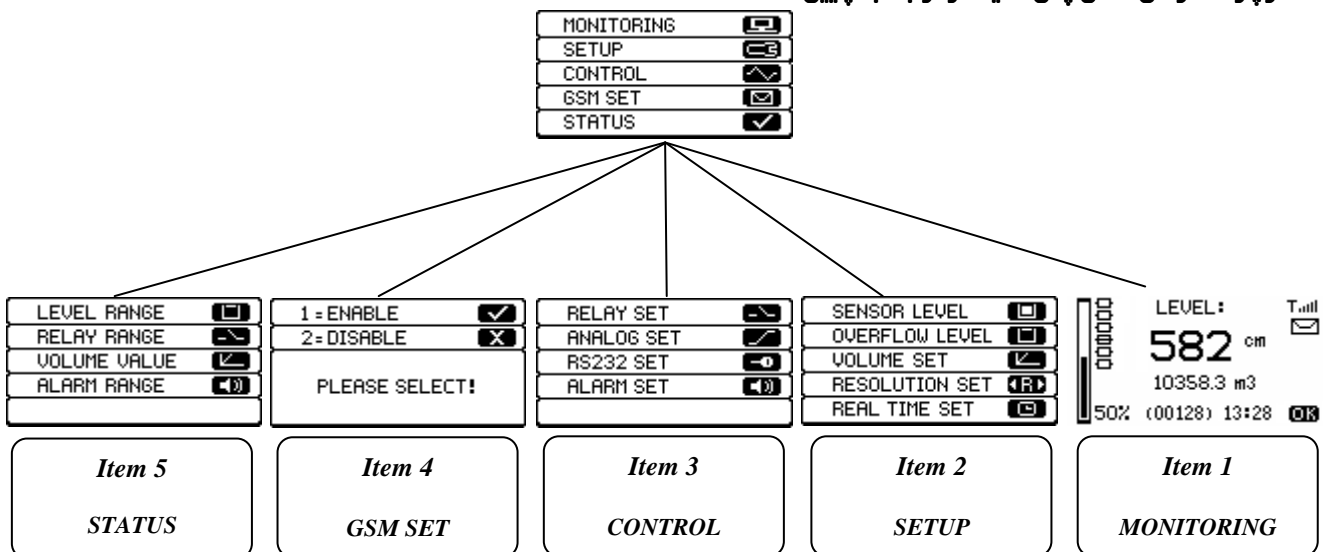 MONITORING
SETUP
CONTROL
GSM SET
STATUS
LEVEL RANGE
RELAY RANGE
VOLUME VALUE
ALARM RANGE
1 = ENABLE
2 = DISABLE
PLEASE SELECT!
RELAY SET
ANALOG SET
RS232 SET
ALARM SET
SENSOR LEVEL
OVERFLOW LEVEL
VOLUME SET
RESOLUTION SET R
REAL TIME SET
LEVEL: T
582 cm
10358.3 m3
50% (00128) 13:28 OK
Item 5
STATUS
Item 4
GSM SET
Item 3
CONTROL
Item 2
SETUP
Item 1
MONITORING